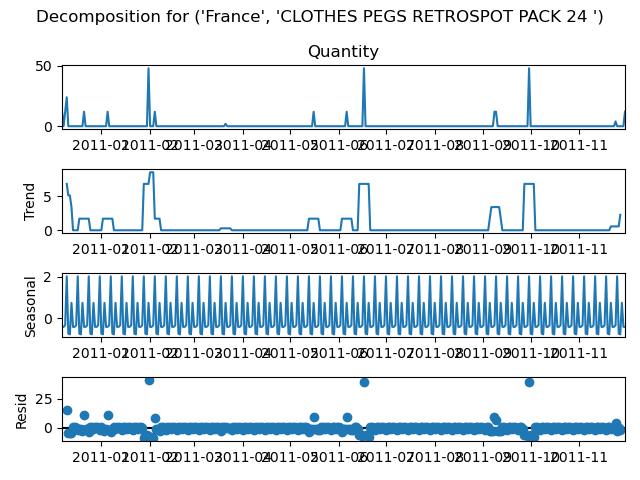 Decomposition for ('France', 'CLOTHES PEGS RETROSPOT PACK 24 ')
Quantity
50
0
2011-01 2011-02 2011-03 2011-04 2011-05 2011-06 2011-07 2011-08 2011-09 2011-10 2011-11
Trend
5
0
2011-01 2011-02 2011-03 2011-04 2011-05 2011-06 2011-07 2011-08 2011-09 2011-10 2011-11
Seasonal
2
0
2011-01 2011-02 2011-03 2011-04 2011-05 2011-06 2011-07 2011-08 2011-09 2011-10 2011-11
Resid
25
0
2011-01 2011-02 2011-03 2011-04 2011-05 2011-06 2011-07 2011-08 2011-09 2011-10 2011-11